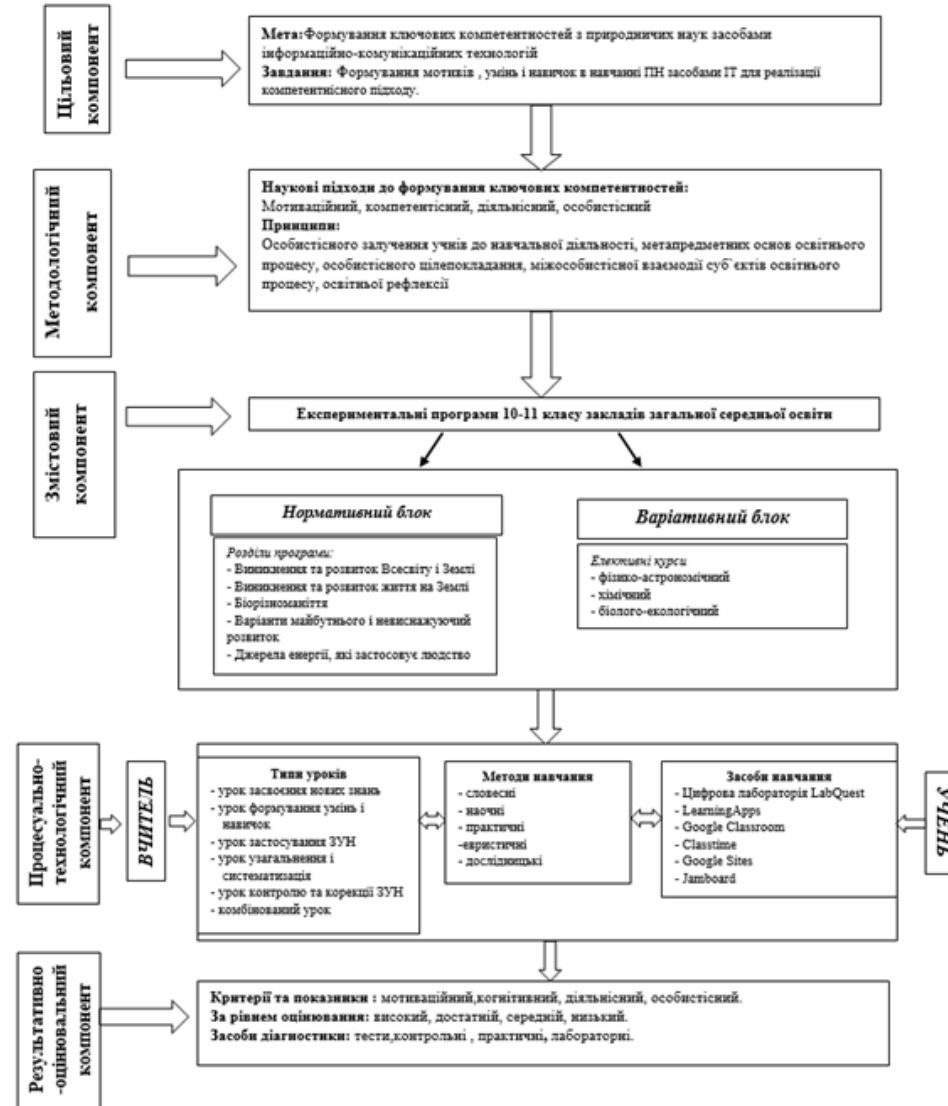 Цільовий
компонент
Мета:Формування ключових компетентностей з природничих наук засобами
інформаційно-комунікаційних технологій
Завдання: Формування мотивів , умінь і навичок в навчанні ПН засобами ІТ для реалізації
компетентнісного підходу.
Методологічний
компонент
Наукові підходи до формування ключових компетентностей:
Мотиваційний, компетентісний, діяльнісний, особистісний
Принципи:
Особистісного залучення учнів до навчальної діяльності, метапредметних основ освітнього
процесу, особистісного цілепокладання, міжособистісної взаємодії суб`єктів освітнього
процесу, освітньої рефлексії
Змістовий
компонент
Експериментальні програми 10-11 класу закладів загальної середньої освіти
Нормативний блок
Розділи програми:
- Виникнення та розвиток Всесвіту і Землі
- Виникнення та розвиток життя на Землі
- Біорізноманіття
- Варіанти майбутнього і невиснажуючий
розвиток
- Джерела енергії, які застосовує людство
Варіативний блок
Елективні курси
- фізико-астрономічний
- хімічний
- біолого-екологічний
Процесуально-
технологічний
компонент
ВЧИТЕЛЬ
Типи уроків
- урок засвоєння нових знань
- урок формування умінь і
навичок
- урок застосування ЗУН
- урок узагальнення і
систематизація
- урок контролю та корекції ЗУН
- комбінований урок
Методи навчання
- словесні
- наочні
- практичні
-евристичні
- дослідницькі
Засоби навчання
- Цифрова лабораторія LabQuest
- LearningApps
- Google Classroom
- Classtime
- Google Sites
- Jamboard
УЧЕНЬ
Результативно
-оцінювальний
компонент
Критерії та показники : мотиваційний,когнітивний, діяльнісний, особистісний.
За рівнем оцінювання: високий, достатній, середній, низький.
Засоби діагностики: тести,контрольні , практичні, лабораторні.